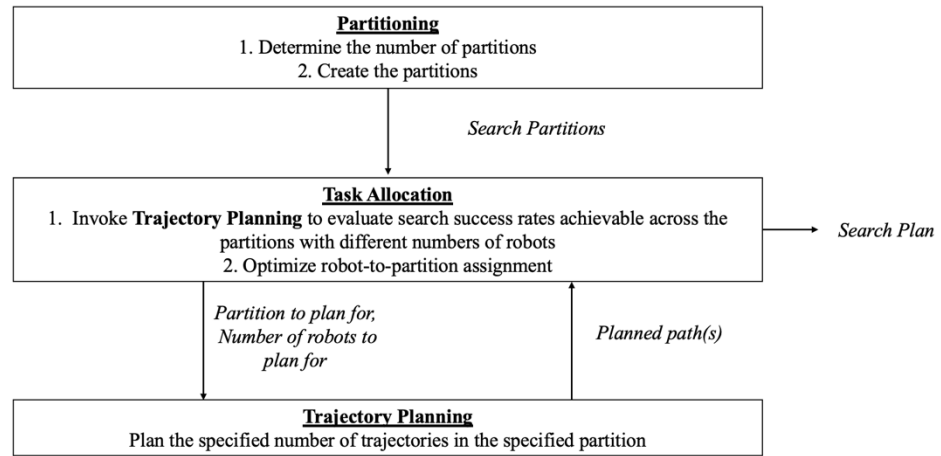 Partitioning
1. Determine the number of partitions
2. Create the partitions
Search Partitions
Task Allocation
1. Invoke Trajectory Planning to evaluate search success rates achievable across the
partitions with different numbers of robots
2. Optimize robot-to-partition assignment
Search Plan
Partition to plan for,
Number of robots to
plan for
Planned path(s)
Trajectory Planning
Plan the specified number of trajectories in the specified partition